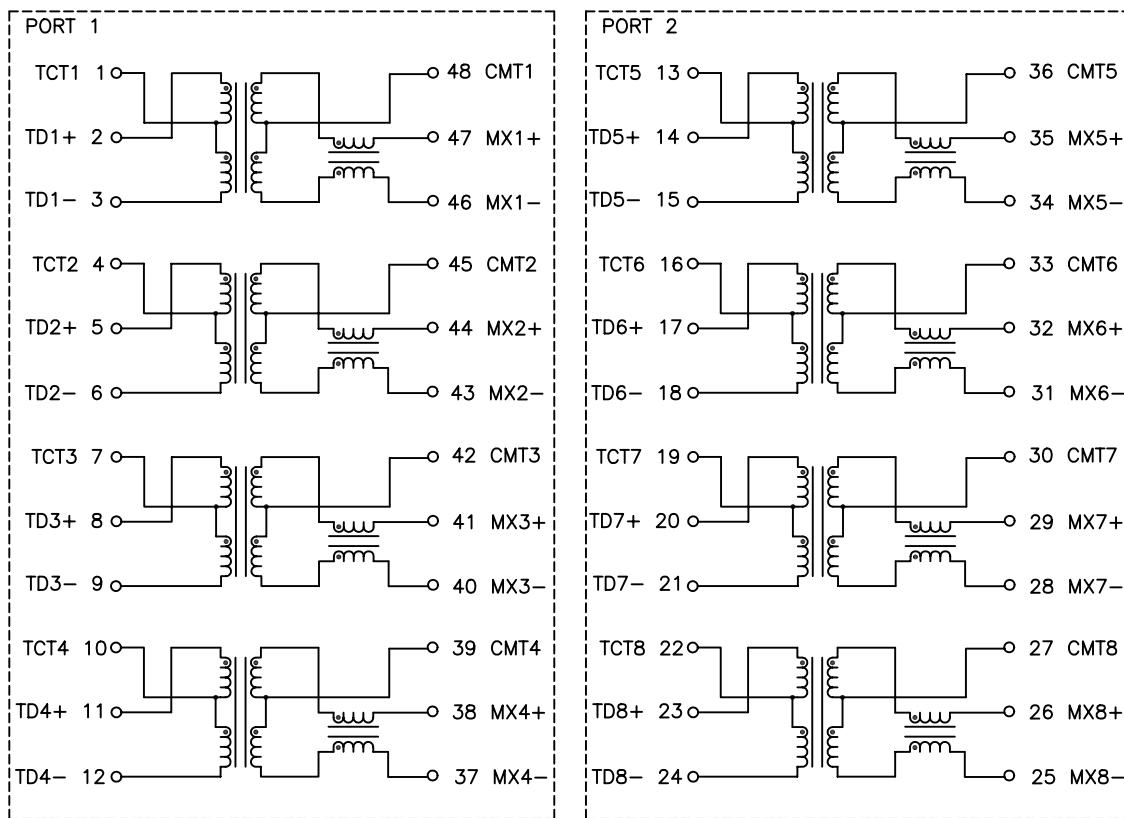 PORT 1
TCT1 1 48 CMT1
TD1+ 2 47 MX1+
TD1− 3 46 MX1−
TCT2 4 45 CMT2
TD2+ 5 44 MX2+
TD2− 6 43 MX2−
TCT3 7 42 CMT3
TD3+ 8 41 MX3+
TD3− 9 40 MX3−
TCT4 10 39 CMT4
TD4+ 11 38 MX4+
TD4− 12 37 MX4−
PORT 2
TCT5 13 36 CMT5
TD5+ 14 35 MX5+
TD5− 15 34 MX5−
TCT6 16 33 CMT6
TD6+ 17 32 MX6+
TD6− 18 31 MX6−
TCT7 19 30 CMT7
TD7+ 20 29 MX7+
TD7− 21 28 MX7−
TCT8 22 27 CMT8
TD8+ 23 26 MX8+
TD8− 24 25 MX8−